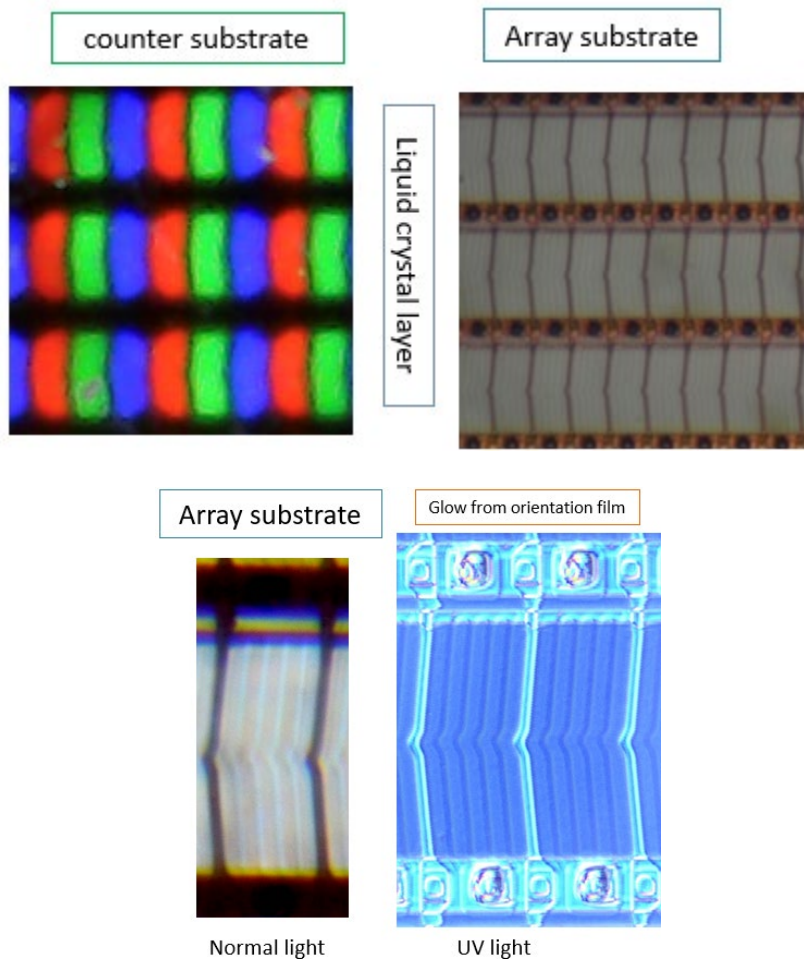 counter substrate
Array substrate
Liquid crystal layer
Array substrate
Glow from orientation film
Normal light
UV light